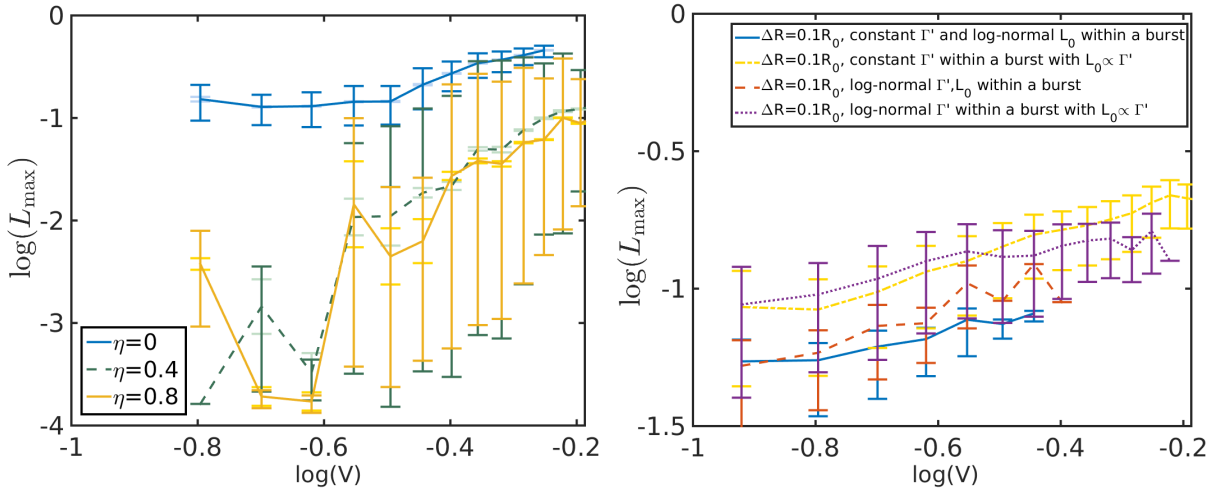 0
-1
-2
-3
-4
log(L_max)
η=0
η=0.4
η=0.8
-1
-0.8
-0.6
-0.4
-0.2
log(V)
0
-0.5
-1
-1.5
log(L_max)
ΔR=0.1R_0, constant Γ' and log-normal L_0 within a burst
ΔR=0.1R_0, constant Γ' within a burst with L_0∝ Γ'
ΔR=0.1R_0, log-normal Γ',L_0 within a burst
ΔR=0.1R_0, log-normal Γ' within a burst with L_0∝ Γ'
-1
-0.8
-0.6
-0.4
-0.2
log(V)